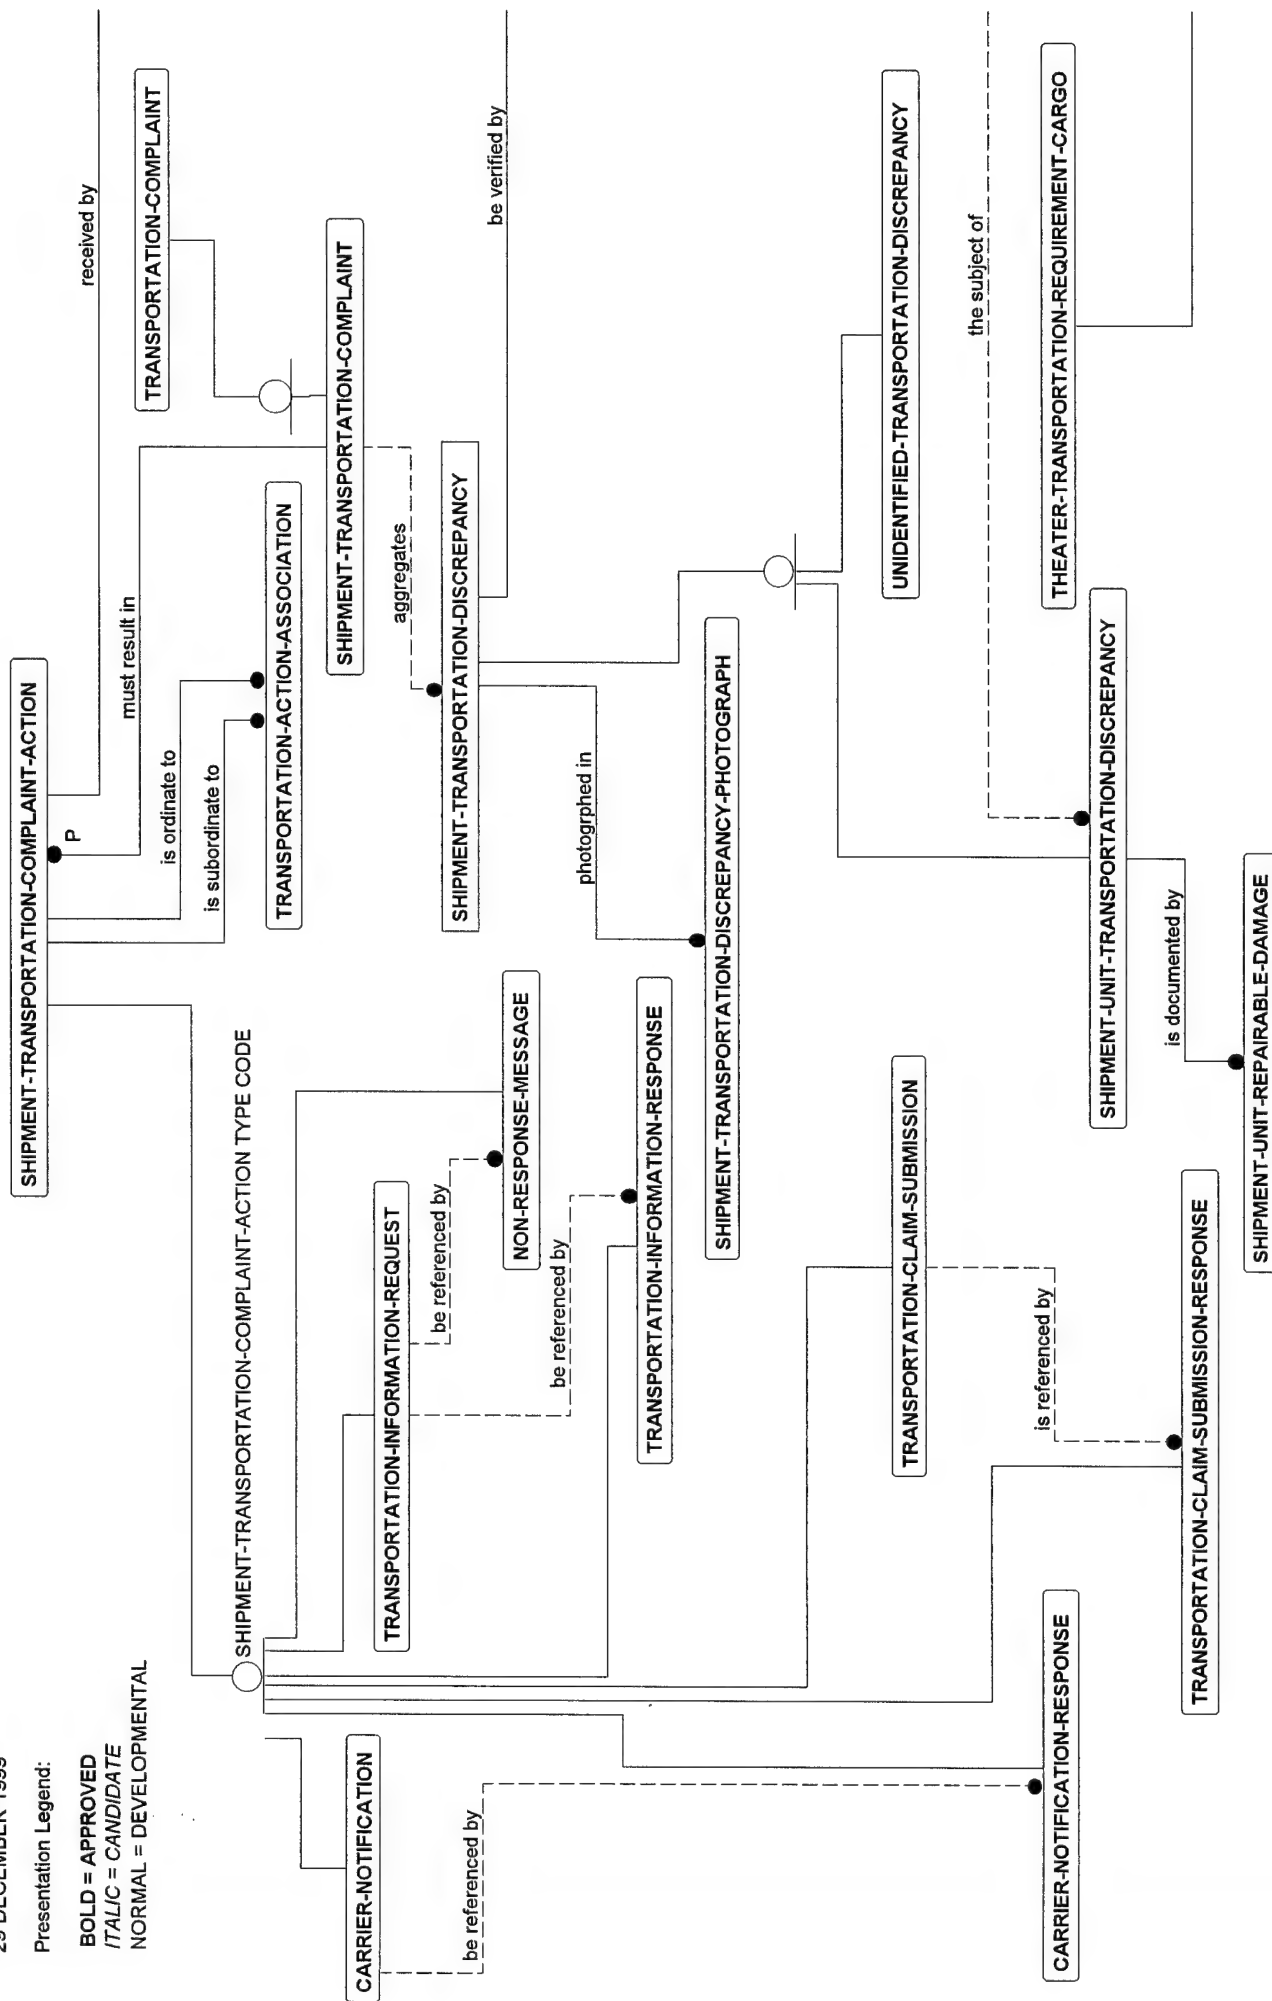 29 DECEMBER 1999
Presentation Legend:
BOLD = APPROVED
ITALIC = CANDIDATE
NORMAL = DEVELOPMENTAL
SHIPMENT-TRANSPORTATION-COMPLAINT-ACTION
received by
P
must result in
TRANSPORTATION-COMPLAINT
is ordinate to
is subordinate to
SHIPMENT-TRANSPORTATION-COMPLAINT-ACTION TYPE CODE
TRANSPORTATION-ACTION-ASSOCIATION
SHIPMENT-TRANSPORTATION-COMPLAINT
CARRIER-NOTIFICATION
TRANSPORTATION-INFORMATION-REQUEST
aggregates
be referenced by
SHIPMENT-TRANSPORTATION-DISCREPANCY
be verified by
be referenced by
NON-RESPONSE-MESSAGE
be referenced by
photogrphed in
TRANSPORTATION-INFORMATION-RESPONSE
SHIPMENT-TRANSPORTATION-DISCREPANCY-PHOTOGRAPH
TRANSPORTATION-CLAIM-SUBMISSION
UNIDENTIFIED-TRANSPORTATION-DISCREPANCY
the subject of
is referenced by
CARRIER-NOTIFICATION-RESPONSE
THEATER-TRANSPORTATION-REQUIREMENT-CARGO
SHIPMENT-UNIT-TRANSPORTATION-DISCREPANCY
is documented by
TRANSPORTATION-CLAIM-SUBMISSION-RESPONSE
SHIPMENT-UNIT-REPAIRABLE-DAMAGE